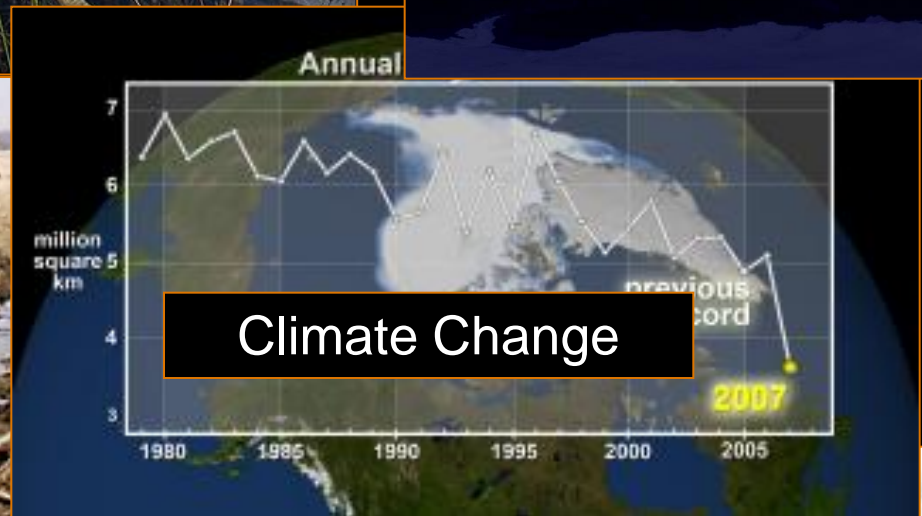 Annual
7
6
million
square 5
km
previous
cord
4
Climate Change
2007
3
1980 1985 1990 1995 2000 2005